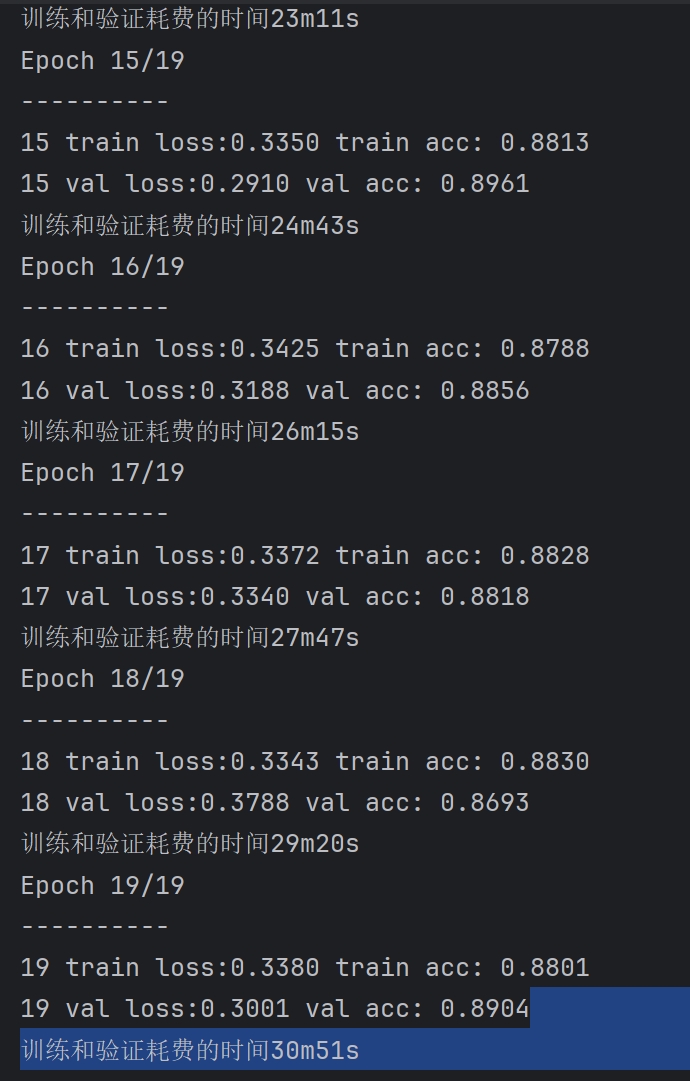 训练和验证耗费的时间23m11s
Epoch 15/19
----------
15 train loss:0.3350 train acc: 0.8813
15 val loss:0.2910 val acc: 0.8961
训练和验证耗费的时间24m43s
Epoch 16/19
----------
16 train loss:0.3425 train acc: 0.8788
16 val loss:0.3188 val acc: 0.8856
训练和验证耗费的时间26m15s
Epoch 17/19
----------
17 train loss:0.3372 train acc: 0.8828
17 val loss:0.3340 val acc: 0.8818
训练和验证耗费的时间27m47s
Epoch 18/19
----------
18 train loss:0.3343 train acc: 0.8830
18 val loss:0.3788 val acc: 0.8693
训练和验证耗费的时间29m20s
Epoch 19/19
----------
19 train loss:0.3380 train acc: 0.8801
19 val loss:0.3001 val acc: 0.8904
训练和验证耗费的时间30m51s